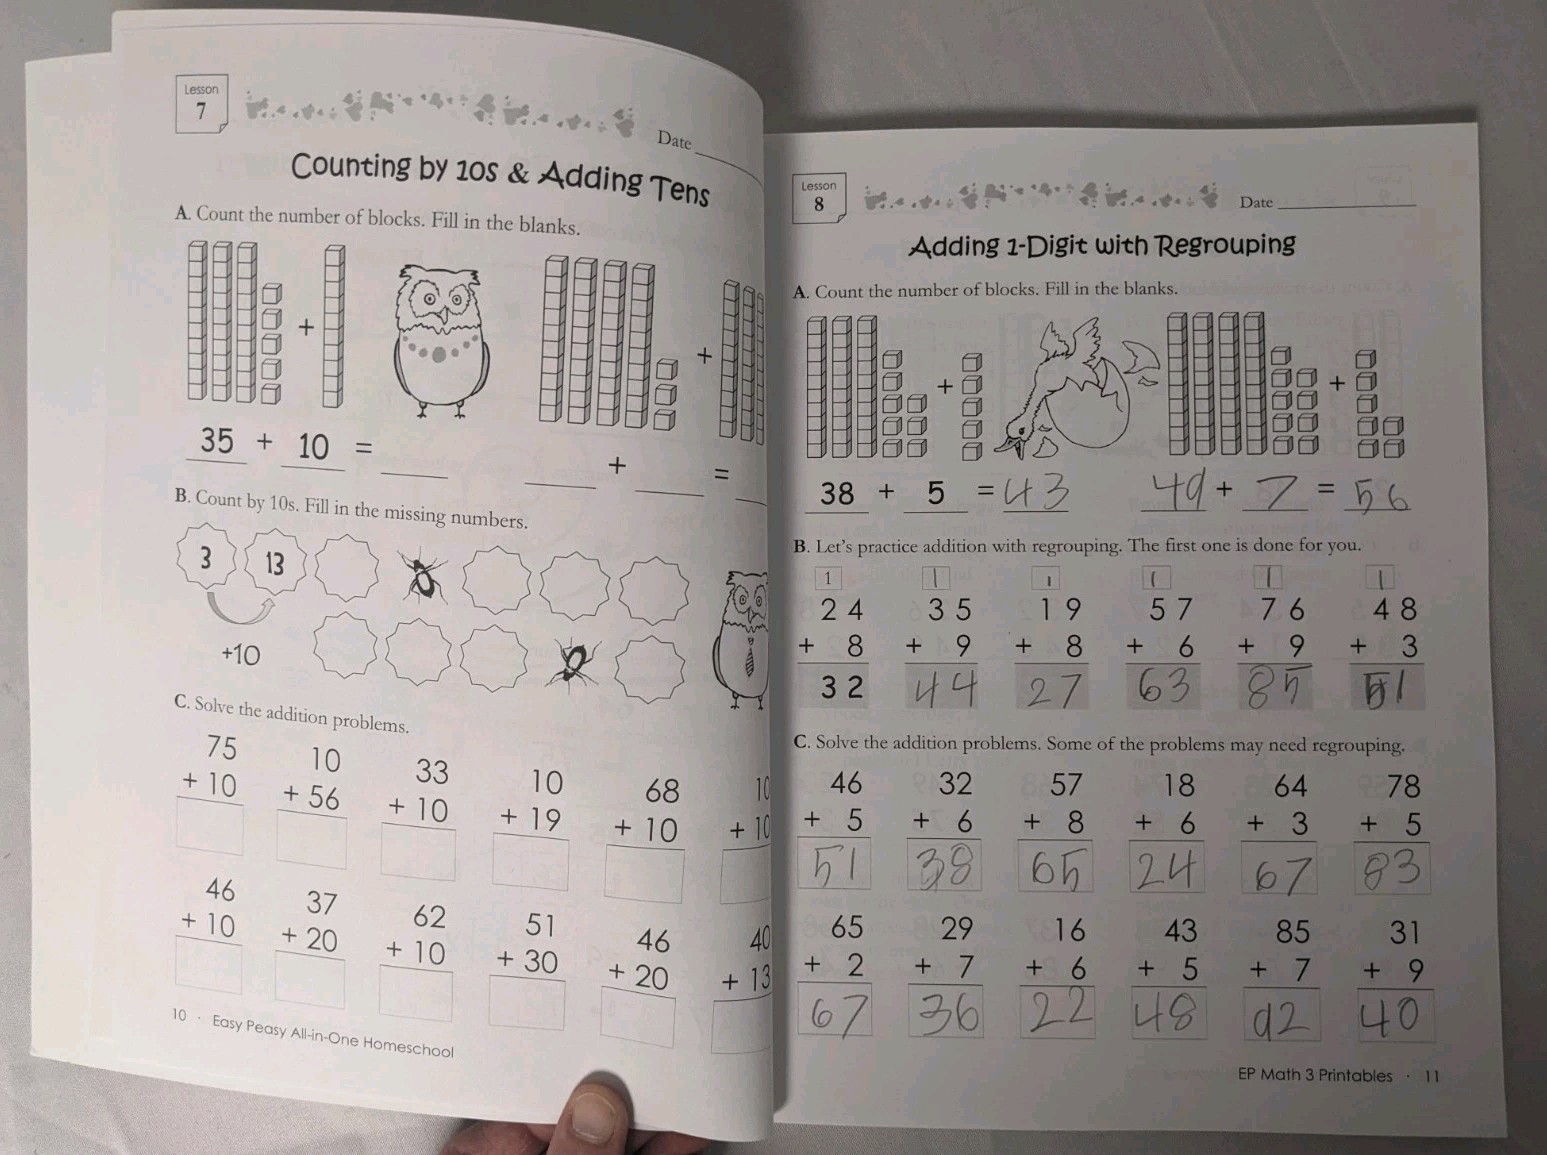 Lesson
7
Date
Counting by 10s & Adding Tens
A. Count the number of blocks. Fill in the blanks.
+ +
35 + 10 = + =
B. Count by 10s. Fill in the missing numbers.
3 13
+10
C. Solve the addition problems.
75 10 33 10 68 10
+ 10 + 56 + 10 + 19 + 10 + 10
46 37 62 51 46 40
+ 10 + 20 + 10 + 30 + 20 + 13
10 · Easy Peasy All-in-One Homeschool
Lesson
8
Date
Adding 1-Digit with Regrouping
A. Count the number of blocks. Fill in the blanks.
+ +
38 + 5 = 43 49 + 7 = 56
B. Let's practice addition with regrouping. The first one is done for you.
1 1 1 1 1 1
24 35 19 57 76 48
+ 8 + 9 + 8 + 6 + 9 + 3
32 44 27 63 85 51
C. Solve the addition problems. Some of the problems may need regrouping.
46 32 57 18 64 78
+ 5 + 6 + 8 + 6 + 3 + 5
51 38 65 24 67 83
65 29 16 43 85 31
+ 2 + 7 + 6 + 5 + 7 + 9
67 36 22 48 92 40
EP Math 3 Printables · 11